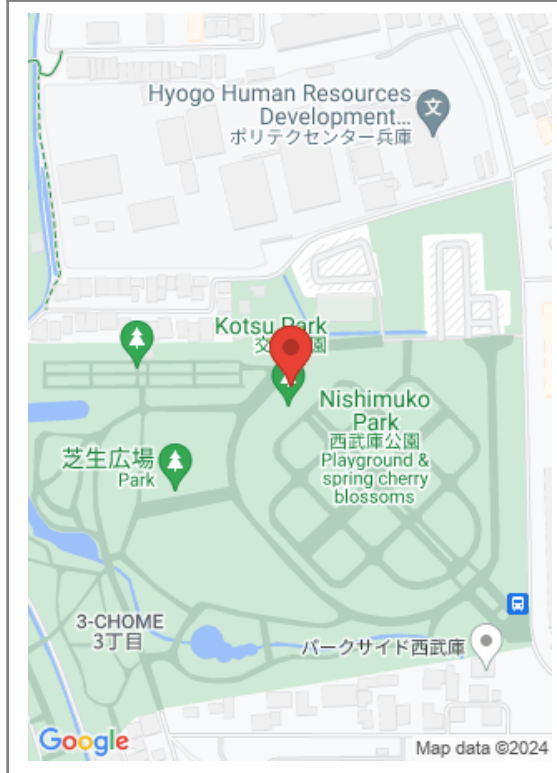 Hyogo Human Resources
Development...
ポリテクセンター兵庫
文
Kotsu Park
交 園
Nishimuko
Park
西武庫公園
Playground &
spring cherry
blossoms
芝生広場
Park
3-CHOME
3丁目
パークサイド西武庫
Google
Map data ©2024